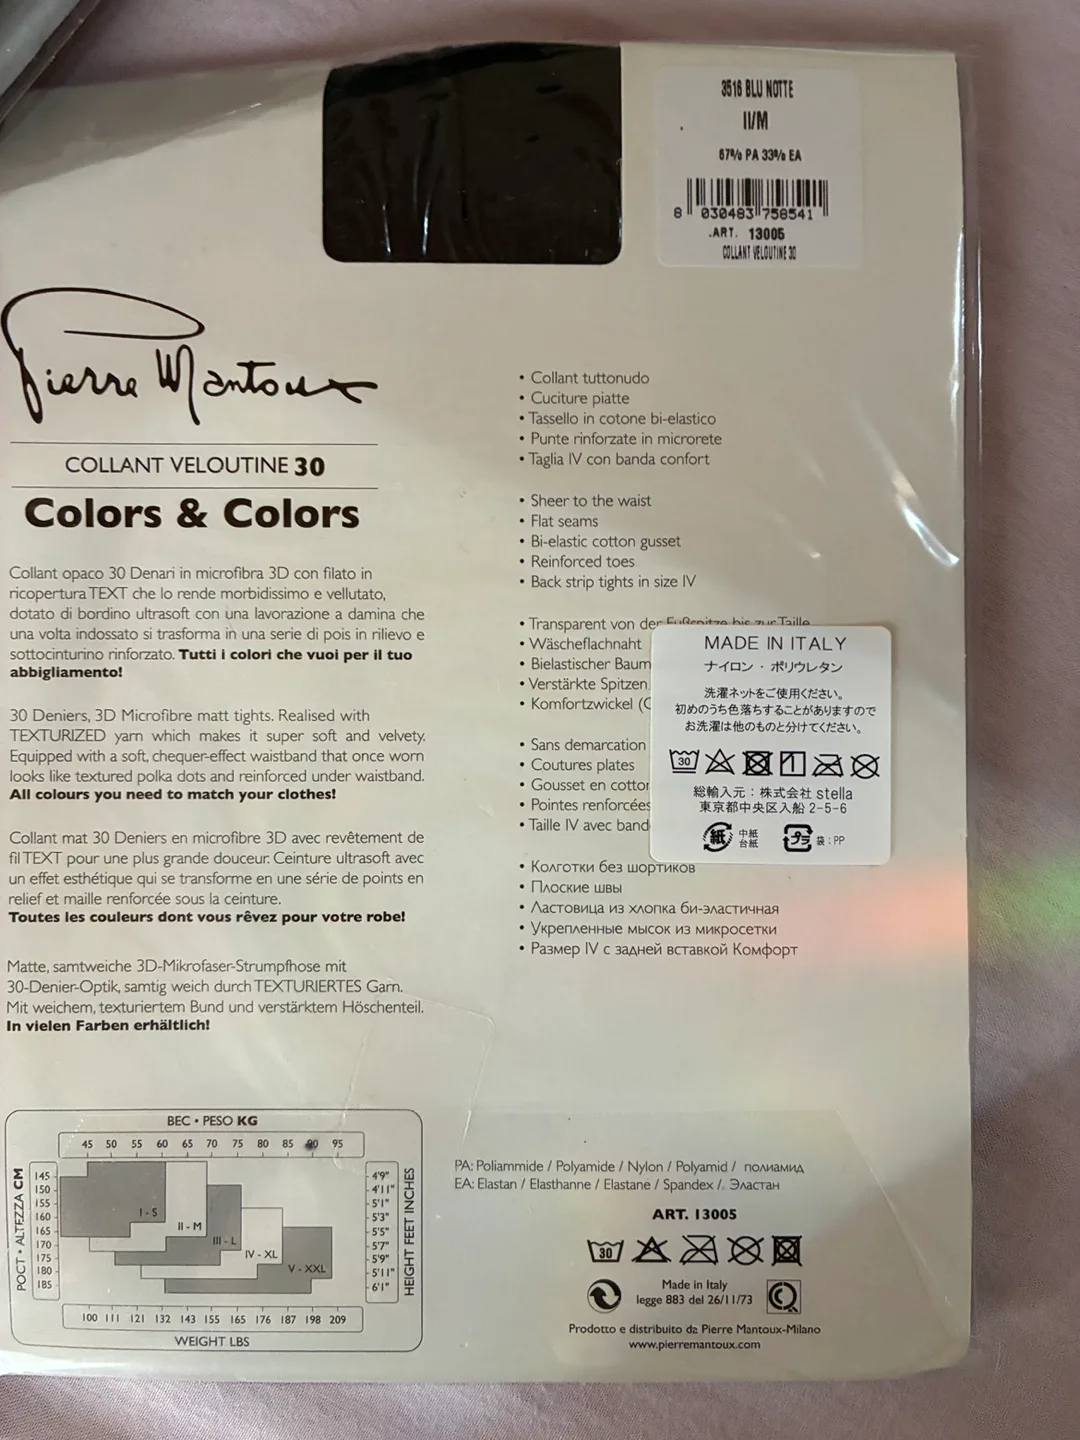 3516 BLU NOTTE
II/M
67% PA 33% EA
8 030483 758541
.ART. 13005
COLLANT VELOUTINE 30
Pierre Mantoux
COLLANT VELOUTINE 30
Colors & Colors
Collant opaco 30 Denari in microfibra 3D con filato in
ricopertura TEXT che lo rende morbidissimo e vellutato,
dotato di bordino ultrasoft con una lavorazione a damina che
una volta indossato si trasforma in una serie di pois in rilievo e
sottocinturino rinforzato. Tutti i colori che vuoi per il tuo
abbigliamento!
30 Deniers, 3D Microfibre matt tights. Realised with
TEXTURIZED yarn which makes it super soft and velvety.
Equipped with a soft, chequer-effect waistband that once worn
looks like textured polka dots and reinforced under waistband.
All colours you need to match your clothes!
Collant mat 30 Deniers en microfibre 3D avec revêtement de
fil TEXT pour une plus grande douceur. Ceinture ultrasoft avec
un effet esthétique qui se transforme en une série de points en
relief et maille renforcée sous la ceinture.
Toutes les couleurs dont vous rêvez pour votre robe!
Matte, samtweiche 3D-Mikrofaser-Strumpfhose mit
30-Denier-Optik, samtig weich durch TEXTURIERTES Garn.
Mit weichem, texturiertem Bund und verstärktem Höschenteil.
In vielen Farben erhältlich!
• Collant tuttonudo
• Cuciture piatte
• Tassello in cotone bi-elastico
• Punte rinforzate in microrete
• Taglia IV con banda confort
• Sheer to the waist
• Flat seams
• Bi-elastic cotton gusset
• Reinforced toes
• Back strip tights in size IV
• Transparent von der Fußspitze bis zur Taille
• Wäscheflachnaht
• Bielastischer Baum
• Verstärkte Spitzen
• Komfortzwickel (
• Sans demarcation
• Coutures plates
• Gousset en cotto
• Pointes renforcées
• Taille IV avec band
• Колготки без шортиков
• Плоские швы
• Ластовица из хлопка би-эластичная
• Укрепленные мысок из микросетки
• Размер IV с задней вставкой Комфорт
MADE IN ITALY
ナイロン・ポリウレタン
洗濯ネットをご使用ください。
初めのうち色落ちすることがありますので
お洗濯は他のものと分けてください。
30
総輸入元：株式会社 stella
東京都中央区入船 2-5-6
紙 中紙
台紙
プラ 袋：PP
ВЕС • PESO KG
45 50 55 60 65 70 75 80 85 90 95
РОСТ • ALTEZZA CM
145
150
155
160
165
170
175
180
185
I - S
II - M
III - L
IV - XL
V - XXL
4'9"
4'11"
5'1"
5'3"
5'5"
5'7"
5'9"
5'11"
6'1"
HEIGHT FEET INCHES
100 111 121 132 143 155 165 176 187 198 209
WEIGHT LBS
PA: Poliammide / Polyamide / Nylon / Polyamid / полиамид
EA: Elastan / Elasthanne / Elastane / Spandex /. Эластан
ART. 13005
30
Made in Italy
legge 883 del 26/11/73
Prodotto e distribuito da Pierre Mantoux-Milano
www.pierremantoux.com